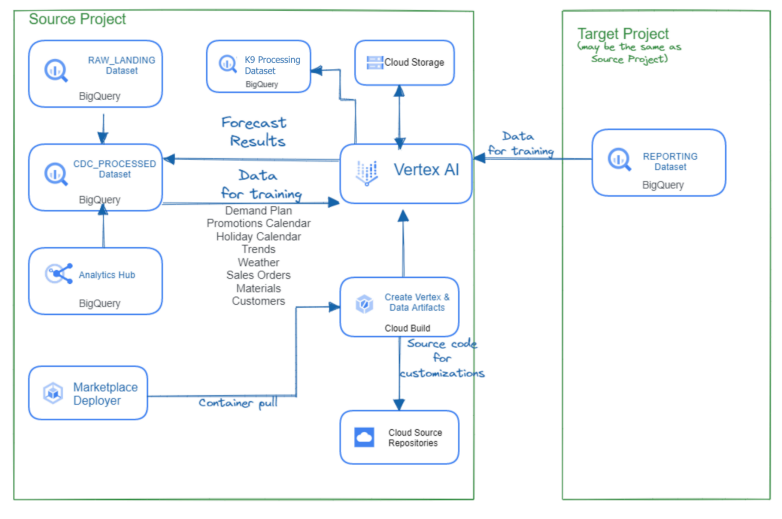 Source Project
RAW_LANDING
Dataset
BigQuery
K9 Processing
Dataset
BigQuery
Cloud Storage
Target Project
(may be the same as
Source Project)
Forecast
Results
CDC_PROCESSED
Dataset
BigQuery
Data
for training
Demand Plan
Promotions Calendar
Holiday Calendar
Trends
Weather
Sales Orders
Materials
Customers
Vertex AI
Data
for training
REPORTING
Dataset
BigQuery
Analytics Hub
BigQuery
Create Vertex &
Data Artifacts
Cloud Build
Source code
for
customizations
Marketplace
Deployer
Container pull
Cloud Source
Repositories